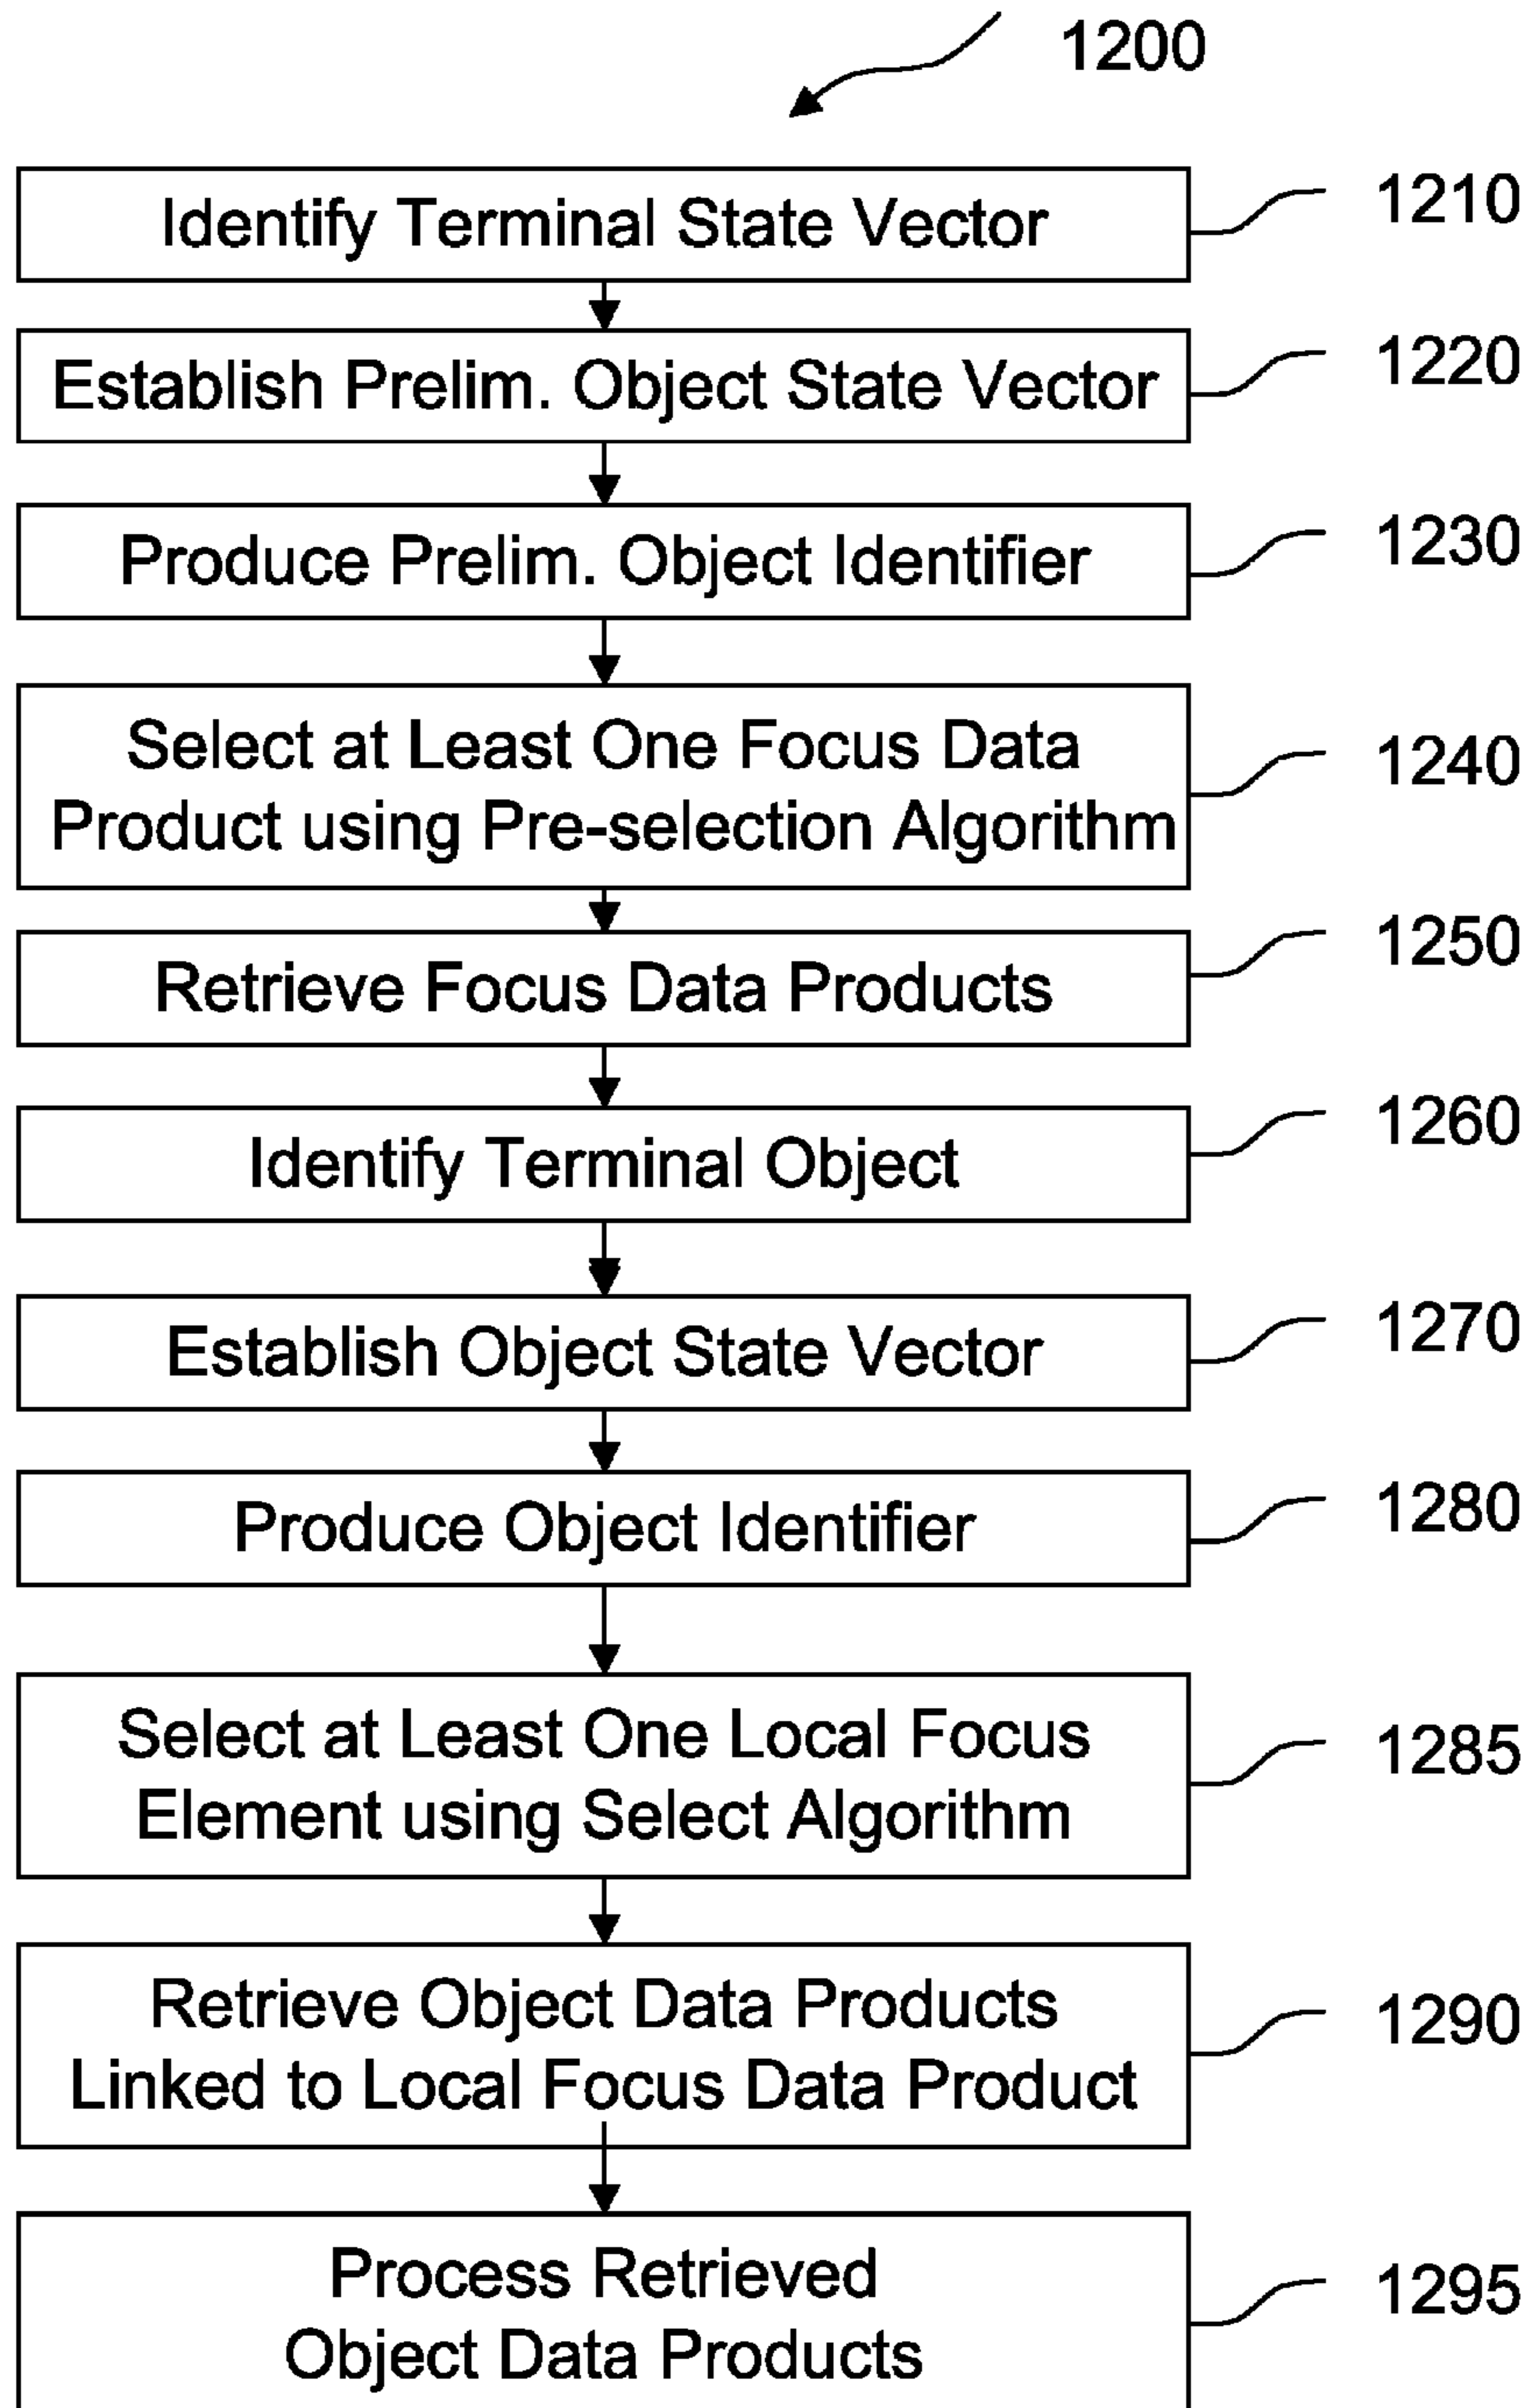 1200
Identify Terminal State Vector
1210
Establish Prelim. Object State Vector
1220
Produce Prelim. Object Identifier
1230
Select at Least One Focus Data
Product using Pre-selection Algorithm
1240
Retrieve Focus Data Products
1250
Identify Terminal Object
1260
Establish Object State Vector
1270
Produce Object Identifier
1280
Select at Least One Local Focus
Element using Select Algorithm
1285
Retrieve Object Data Products
Linked to Local Focus Data Product
1290
Process Retrieved
Object Data Products
1295